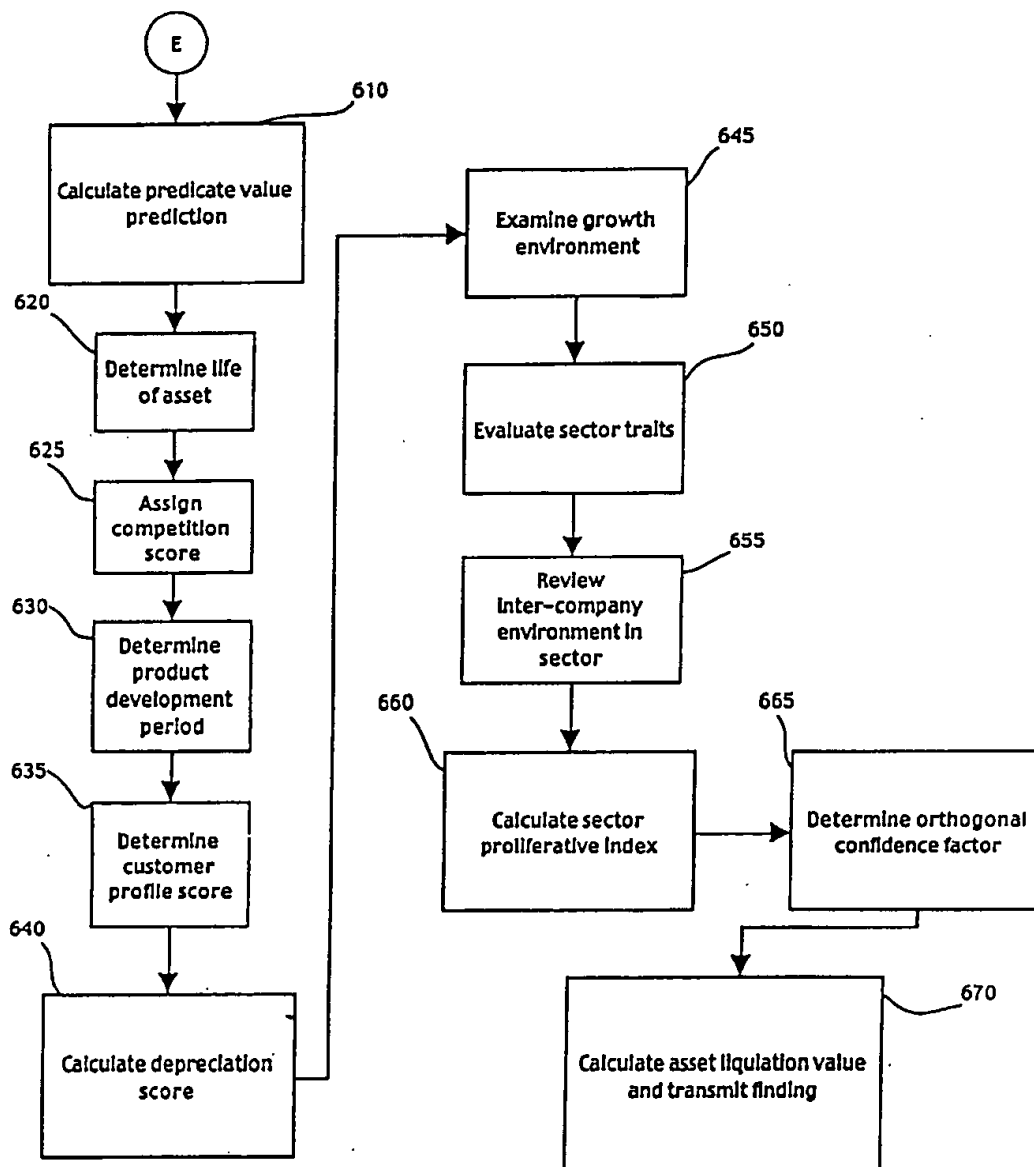 E
610
Calculate predicate value
prediction
620
Determine life
of asset
625
Assign
competition
score
630
Determine
product
development
period
635
Determine
customer
profile score
640
Calculate depreciation
score
645
Examine growth
environment
650
Evaluate sector traits
655
Review
inter-company
environment in
sector
660
Calculate sector
proliferative index
665
Determine orthogonal
confidence factor
670
Calculate asset liqulation value
and transmit finding